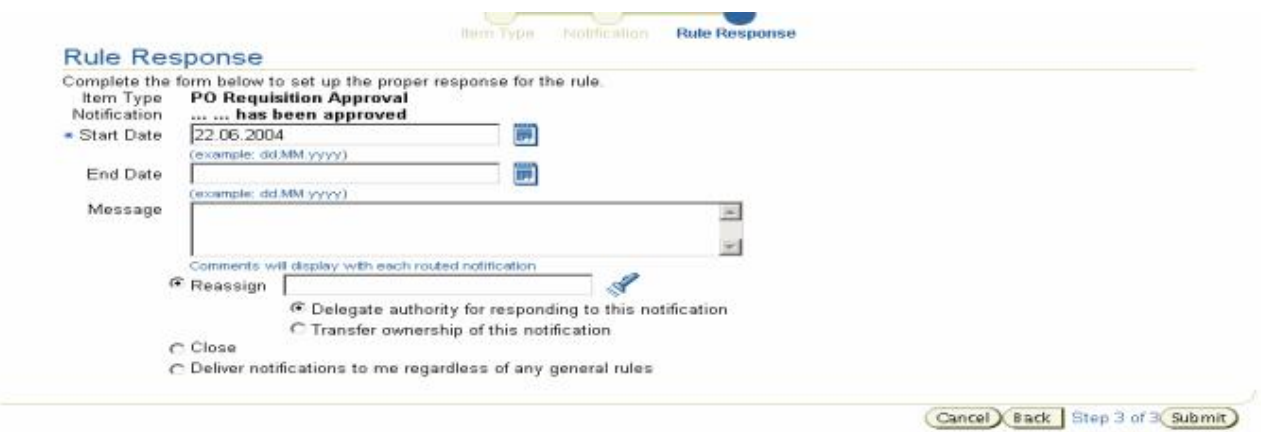 Item Type Notification Rule Response
Rule Response
Complete the form below to set up the proper response for the rule.
Item Type PO Requisition Approval
Notification ... ... has been approved
* Start Date 22.06.2004
(example: dd.MM.yyyy)
End Date
(example: dd.MM.yyyy)
Message
Comments will display with each routed notification
Reassign
Delegate authority for responding to this notification
Transfer ownership of this notification
Close
Deliver notifications to me regardless of any general rules
Cancel Back Step 3 of 3 Submit